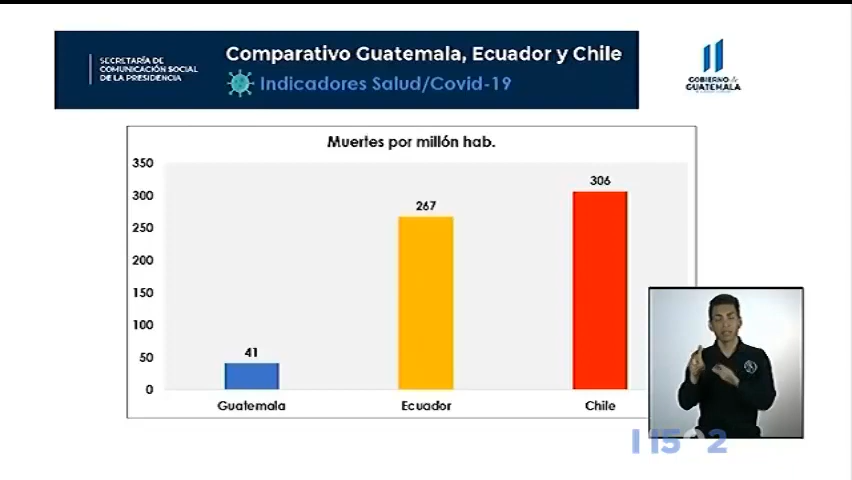 SECRETARÍA DE
COMUNICACIÓN SOCIAL
DE LA PRESIDENCIA
Comparativo Guatemala, Ecuador y Chile
Indicadores Salud/Covid-19
GOBIERNO de
GUATEMALA
Muertes por millón hab.
350
300
250
200
150
100
50
0
41
267
306
Guatemala
Ecuador
Chile